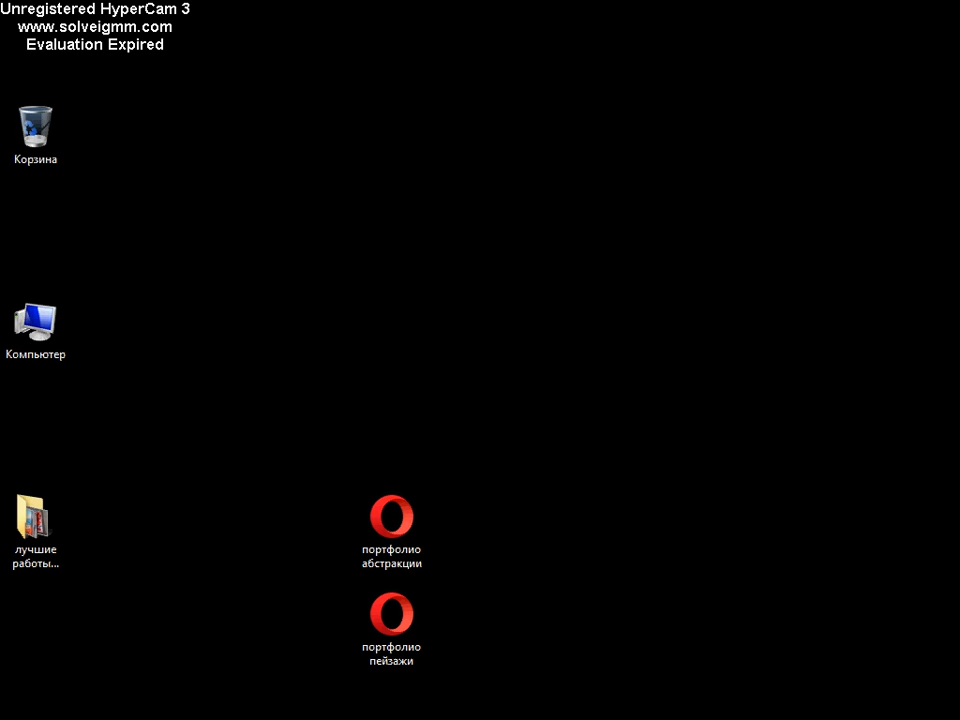 Unregistered HyperCam 3
www.solveigmm.com
Evaluation Expired
Корзина
Компьютер
лучшие
работы...
портфолио
абстракции
портфолио
пейзажи